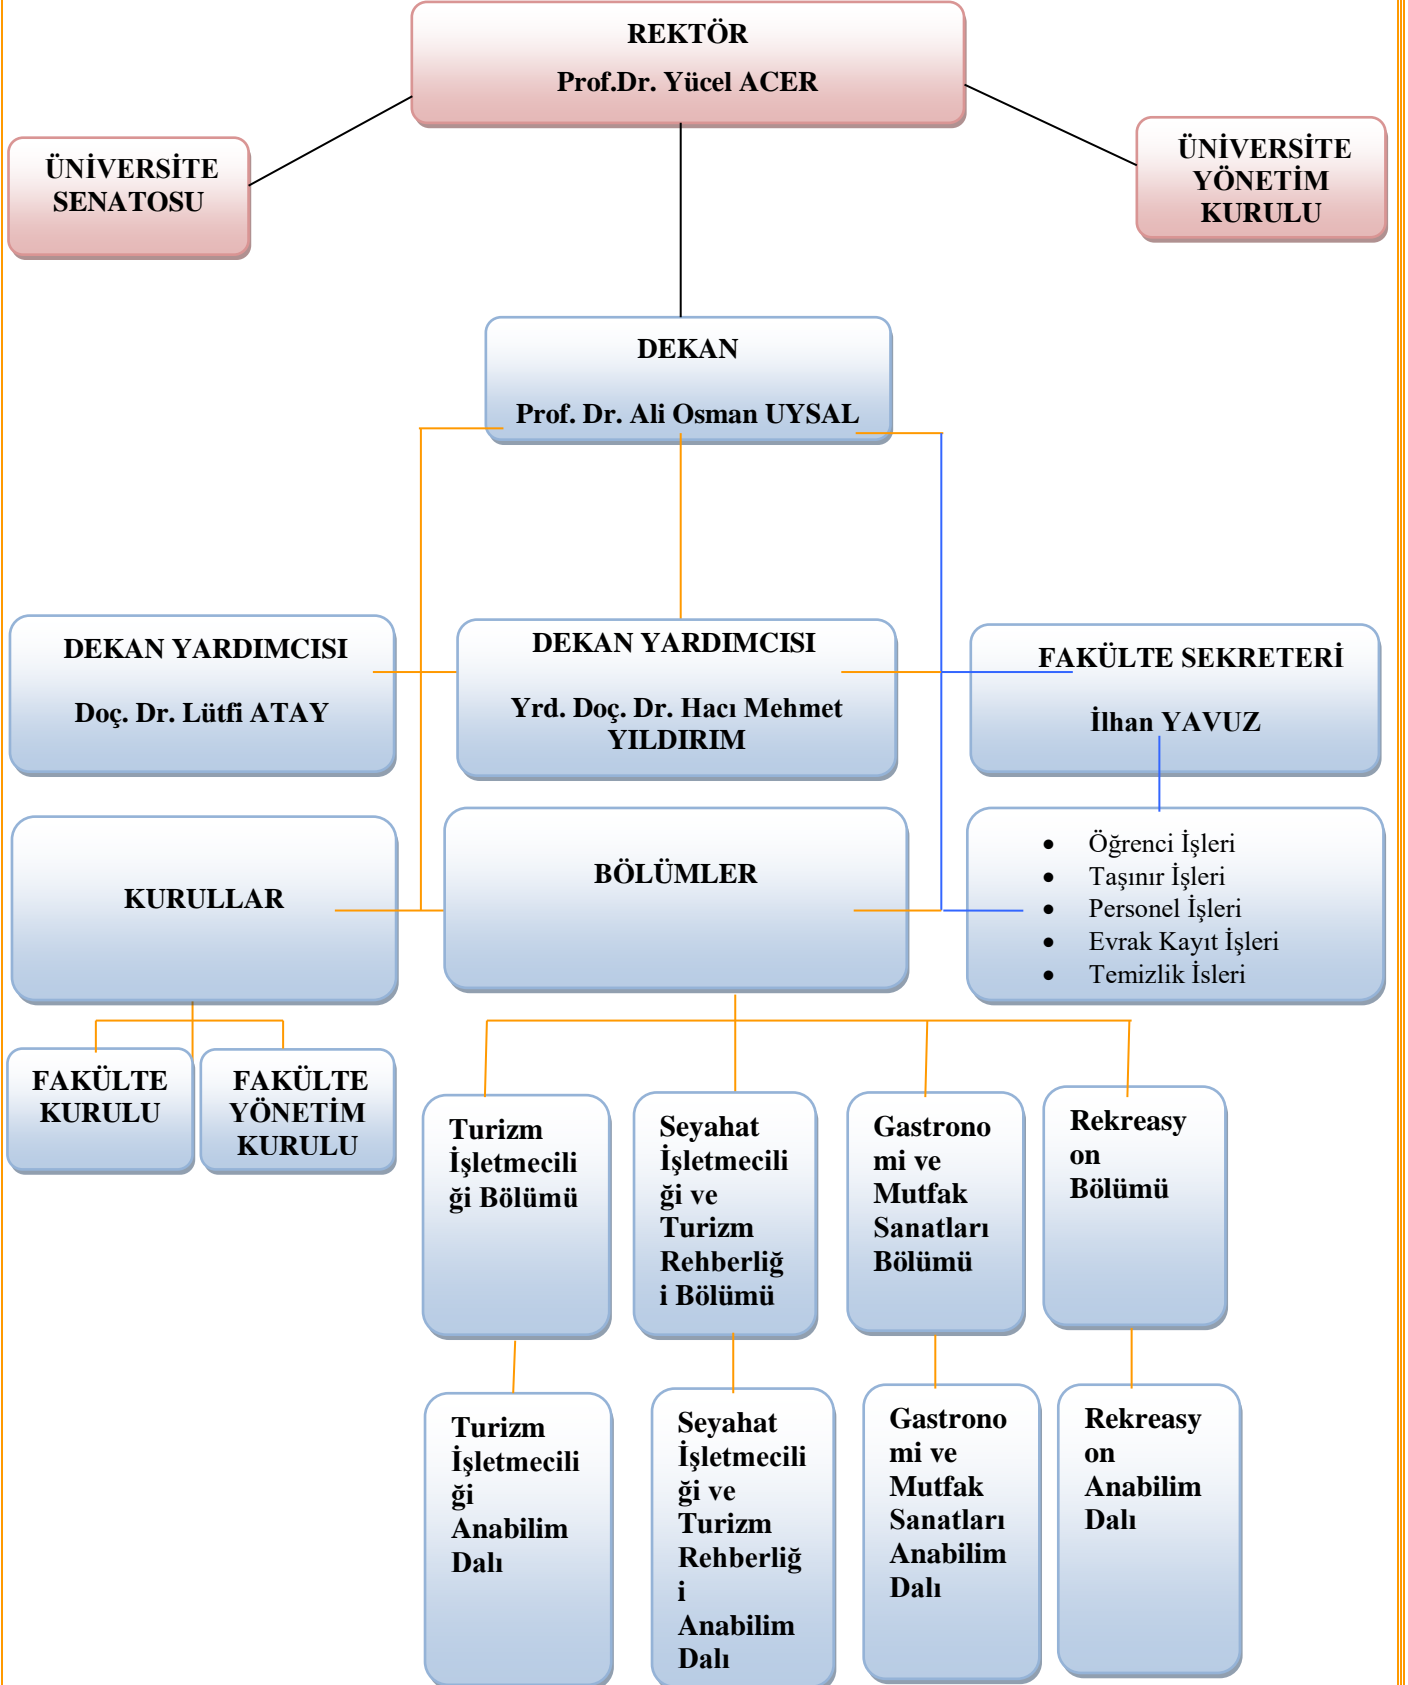 REKTÖR
Prof.Dr. Yücel ACER
ÜNİVERSİTE
SENATOSU
ÜNİVERSİTE
YÖNETİM
KURULU
DEKAN
Prof. Dr. Ali Osman UYSAL
DEKAN YARDIMCISI
Doç. Dr. Lütfi ATAY
DEKAN YARDIMCISI
Yrd. Doç. Dr. Hacı Mehmet
YILDIRIM
FAKÜLTE SEKRETERİ
İlhan YAVUZ
KURULLAR
BÖLÜMLER
• Öğrenci İşleri
• Taşınır İşleri
• Personel İşleri
• Evrak Kayıt İşleri
• Temizlik İsleri
FAKÜLTE
KURULU
FAKÜLTE
YÖNETİM
KURULU
Turizm
İşletmecili
ği Bölümü
Seyahat
İşletmecili
ği ve
Turizm
Rehberliğ
i Bölümü
Gastrono
mi ve
Mutfak
Sanatları
Bölümü
Rekreasy
on
Bölümü
Turizm
İşletmecili
ği
Anabilim
Dalı
Seyahat
İşletmecili
ği ve
Turizm
Rehberliğ
i
Anabilim
Dalı
Gastrono
mi ve
Mutfak
Sanatları
Anabilim
Dalı
Rekreasy
on
Anabilim
Dalı